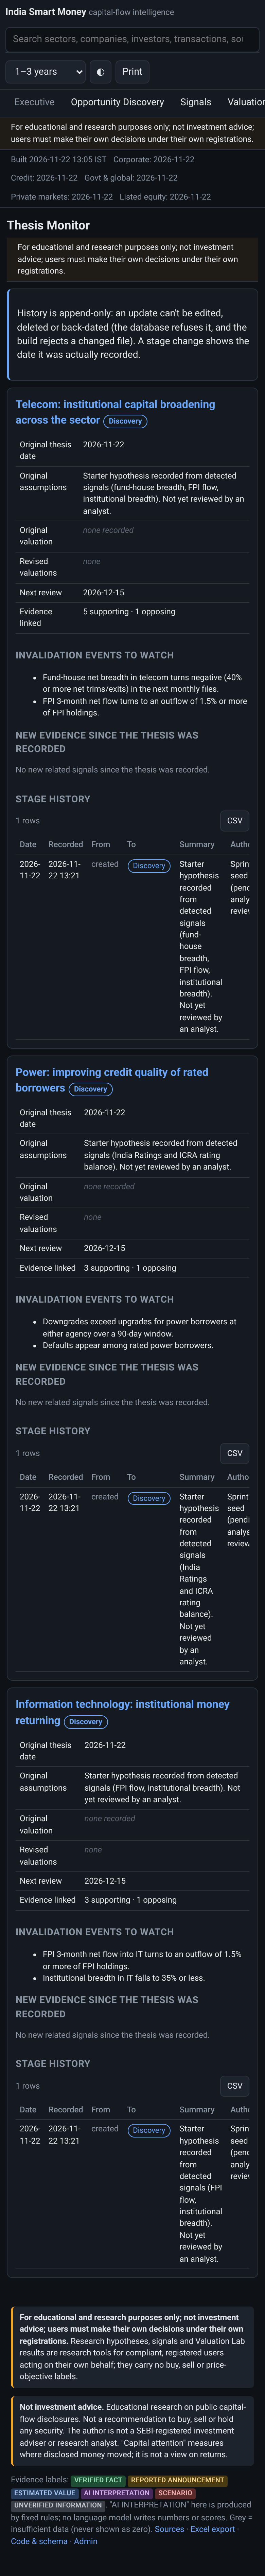 India Smart Money capital-flow intelligence
Search sectors, companies, investors, transactions, so
1–3 years
Print
Executive Opportunity Discovery Signals Valuation
For educational and research purposes only; not investment advice;
users must make their own decisions under their own registrations.
Built 2026-11-22 13:05 IST Corporate: 2026-11-22
Credit: 2026-11-22 Govt & global: 2026-11-22
Private markets: 2026-11-22 Listed equity: 2026-11-22
Thesis Monitor
For educational and research purposes only; not investment
advice; users must make their own decisions under their own
registrations.
History is append-only: an update can't be edited,
deleted or back-dated (the database refuses it, and the
build rejects a changed file). A stage change shows the
date it was actually recorded.
Telecom: institutional capital broadening
across the sector Discovery
Original thesis
date
2026-11-22
Original
assumptions
Starter hypothesis recorded from detected
signals (fund-house breadth, FPI flow,
institutional breadth). Not yet reviewed by an
analyst.
Original
valuation
none recorded
Revised
valuations
none
Next review 2026-12-15
Evidence
linked
5 supporting · 1 opposing
INVALIDATION EVENTS TO WATCH
• Fund-house net breadth in telecom turns negative (40%
or more net trims/exits) in the next monthly files.
• FPI 3-month net flow turns to an outflow of 1.5% or more
of FPI holdings.
NEW EVIDENCE SINCE THE THESIS WAS
RECORDED
No new related signals since the thesis was recorded.
STAGE HISTORY
1 rows CSV
Date Recorded From To Summary Autho
2026-
11-22
2026-11-
22 13:21
created
Discovery
Starter
hypothesis
recorded
from
detected
signals
(fund-
house
breadth,
FPI flow,
institutional
breadth).
Not yet
reviewed by
an analyst.
Sprin
seed
(pend
analy
review
Power: improving credit quality of rated
borrowers Discovery
Original thesis
date
2026-11-22
Original
assumptions
Starter hypothesis recorded from detected
signals (India Ratings and ICRA rating
balance). Not yet reviewed by an analyst.
Original
valuation
none recorded
Revised
valuations
none
Next review 2026-12-15
Evidence linked 3 supporting · 1 opposing
INVALIDATION EVENTS TO WATCH
• Downgrades exceed upgrades for power borrowers at
either agency over a 90-day window.
• Defaults appear among rated power borrowers.
NEW EVIDENCE SINCE THE THESIS WAS
RECORDED
No new related signals since the thesis was recorded.
STAGE HISTORY
1 rows CSV
Date Recorded From To Summary Autho
2026-
11-22
2026-11-
22 13:21
created
Discovery
Starter
hypothesis
recorded
from
detected
signals
(India
Ratings
and ICRA
rating
balance).
Not yet
reviewed
by an
analyst.
Sprint
seed
(pendi
analys
review
Information technology: institutional money
returning Discovery
Original thesis
date
2026-11-22
Original
assumptions
Starter hypothesis recorded from detected
signals (FPI flow, institutional breadth). Not
yet reviewed by an analyst.
Original
valuation
none recorded
Revised
valuations
none
Next review 2026-12-15
Evidence linked 3 supporting · 1 opposing
INVALIDATION EVENTS TO WATCH
• FPI 3-month net flow into IT turns to an outflow of 1.5%
or more of FPI holdings.
• Institutional breadth in IT falls to 35% or less.
NEW EVIDENCE SINCE THE THESIS WAS
RECORDED
No new related signals since the thesis was recorded.
STAGE HISTORY
1 rows CSV
Date Recorded From To Summary Autho
2026-
11-22
2026-11-
22 13:21
created
Discovery
Starter
hypothesis
recorded
from
detected
signals (FPI
flow,
institutional
breadth).
Not yet
reviewed by
an analyst.
Sprin
seed
(pend
analy
review
For educational and research purposes only; not investment
advice; users must make their own decisions under their own
registrations. Research hypotheses, signals and Valuation Lab
results are research tools for compliant, registered users
acting on their own behalf; they carry no buy, sell or price-
objective labels.
Not investment advice. Educational research on public capital-
flow disclosures. Not a recommendation to buy, sell or hold
any security. The author is not a SEBI-registered investment
adviser or research analyst. "Capital attention" measures
where disclosed money moved; it is not a view on returns.
Evidence labels: VERIFIED FACT REPORTED ANNOUNCEMENT
ESTIMATED VALUE AI INTERPRETATION SCENARIO
UNVERIFIED INFORMATION "AI INTERPRETATION" here is produced
by fixed rules; no language model writes numbers or scores. Grey =
insufficient data (never shown as zero). Sources · Excel export ·
Code & schema · Admin